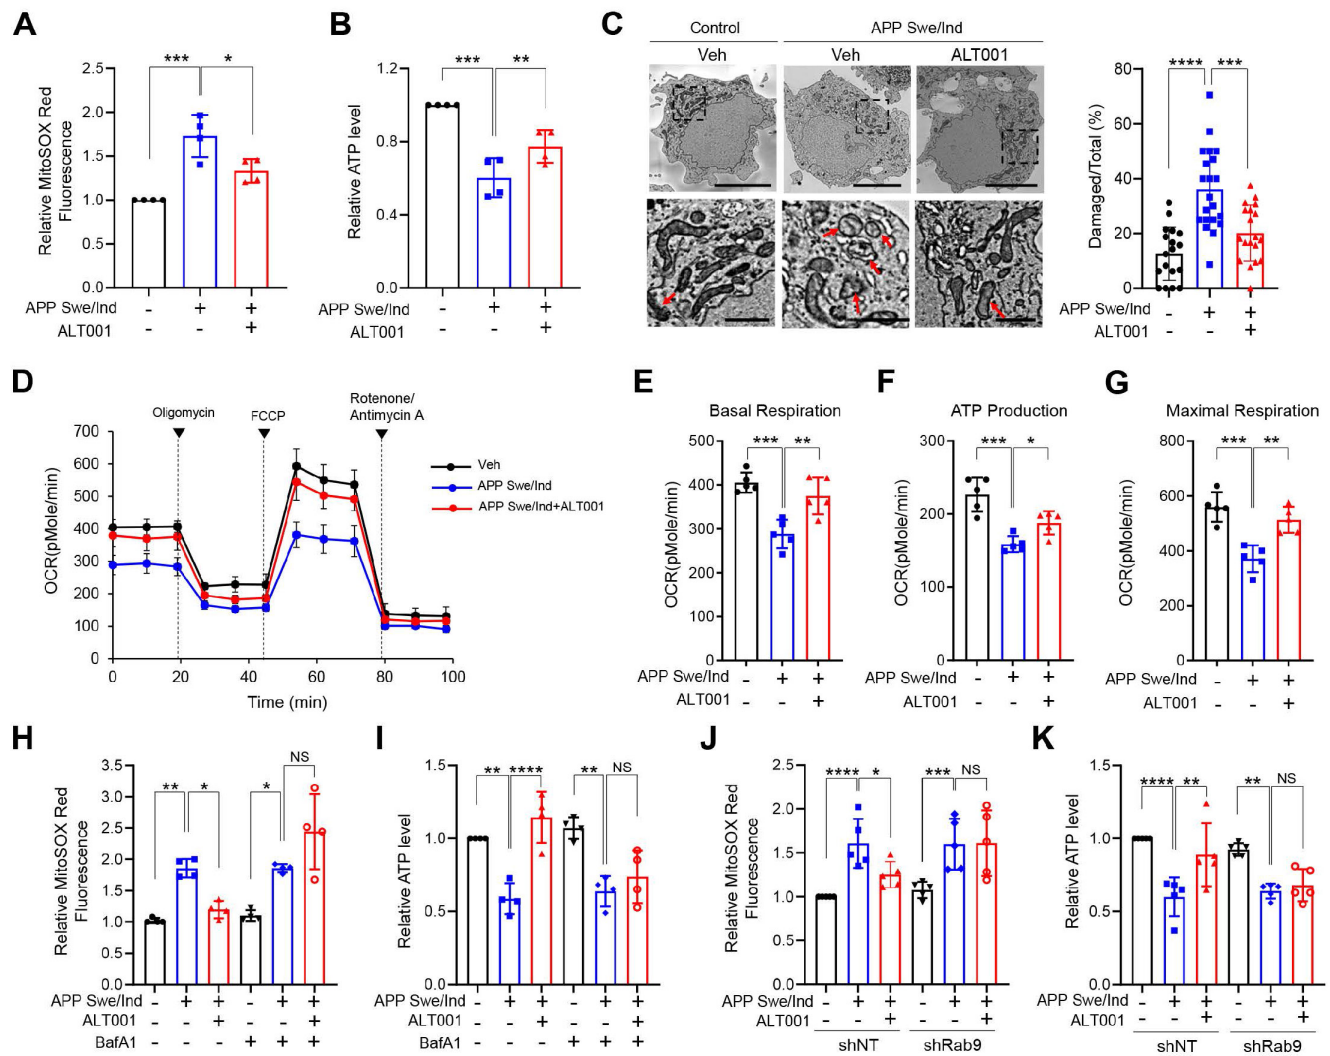 A
Relative MitoSOX Red
Fluorescence
2.5
2.0
1.5
1.0
0.5
0.0
*** *
APP Swe/Ind - + +
ALT001 - - +
B
Relative ATP level
1.2
0.8
0.4
0.0
*** **
APP Swe/Ind - + +
ALT001 - - +
C
Control APP Swe/Ind
Veh Veh ALT001
Damaged/Total (%)
80
60
40
20
0
**** ***
APP Swe/Ind - + +
ALT001 - - +
D
Oligomycin FCCP Rotenone/
Antimycin A
OCR(pMole/min)
700
600
500
400
300
200
100
0
0 20 40 60 80 100
Time (min)
Veh
APP Swe/Ind
APP Swe/Ind+ALT001
E
Basal Respiration
OCR(pMole/min)
500
400
300
200
100
0
*** **
APP Swe/Ind - + +
ALT001 - - +
F
ATP Production
OCR(pMole/min)
300
200
100
0
*** *
APP Swe/Ind - + +
ALT001 - - +
G
Maximal Respiration
OCR(pMole/min)
800
600
400
200
0
*** **
APP Swe/Ind - + +
ALT001 - - +
H
Relative MitoSOX Red
Fluorescence
3.5
3.0
2.5
2.0
1.5
1.0
0.5
0.0
** * * NS
APP Swe/Ind - + + - + +
ALT001 - - + - - +
BafA1 - - - + + +
I
Relative ATP level
1.5
1.0
0.5
0.0
** **** ** NS
APP Swe/Ind - + + - + +
ALT001 - - + - - +
BafA1 - - - + + +
J
Relative MitoSOX Red
Fluorescence
2.5
2.0
1.5
1.0
0.5
0.0
**** * *** NS
APP Swe/Ind - + + - + +
ALT001 - - + - - +
shNT shRab9
K
Relative ATP level
1.5
1.0
0.5
0.0
**** ** ** NS
APP Swe/Ind - + + - + +
ALT001 - - + - - +
shNT shRab9